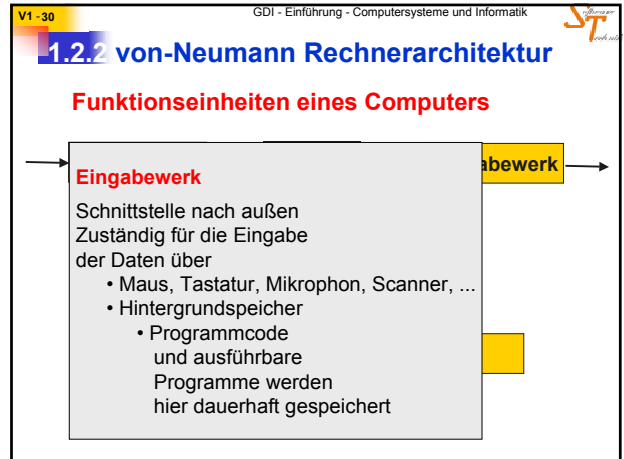 V1 - 30
GDI - Einführung - Computersysteme und Informatik
1.2.2 von-Neumann Rechnerarchitektur
Funktionseinheiten eines Computers
abewerk
Eingabewerk
Schnittstelle nach außen
Zuständig für die Eingabe
der Daten über
• Maus, Tastatur, Mikrophon, Scanner, ...
• Hintergrundspeicher
• Programmcode
und ausführbare
Programme werden
hier dauerhaft gespeichert